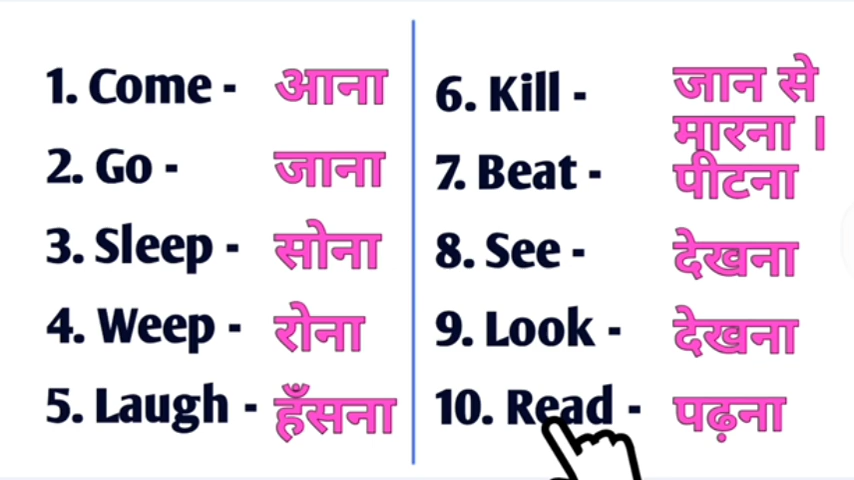 1. Come - आना
2. Go - जाना
3. Sleep - सोना
4. Weep - रोना
5. Laugh - हँसना
6. Kill - जान से
मारना ।
7. Beat - पीटना
8. See - देखना
9. Look - देखना
10. Read - पढ़ना